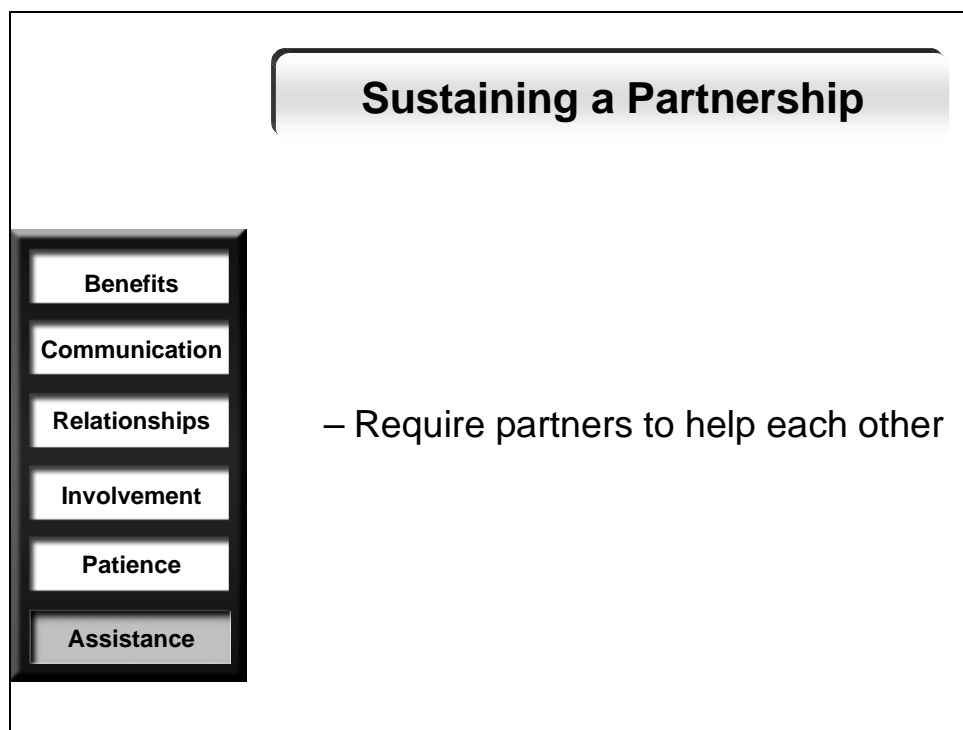 Sustaining a Partnership
Benefits
Communication
Relationships
Involvement
Patience
Assistance
– Require partners to help each other